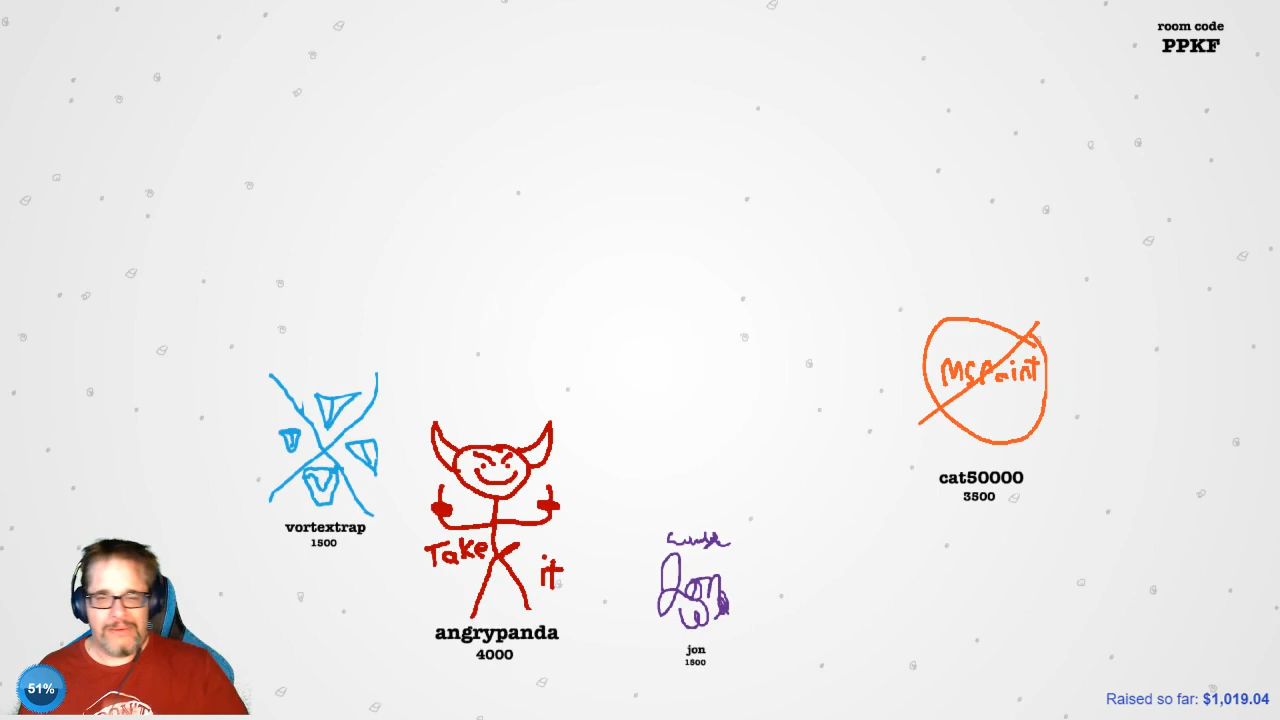 room code
PPKF
MSPaint
cat50000
3500
vortextrap
1500
Take it
angrypanda
4000
jon
1500
51%
Raised so far: $1,019.04